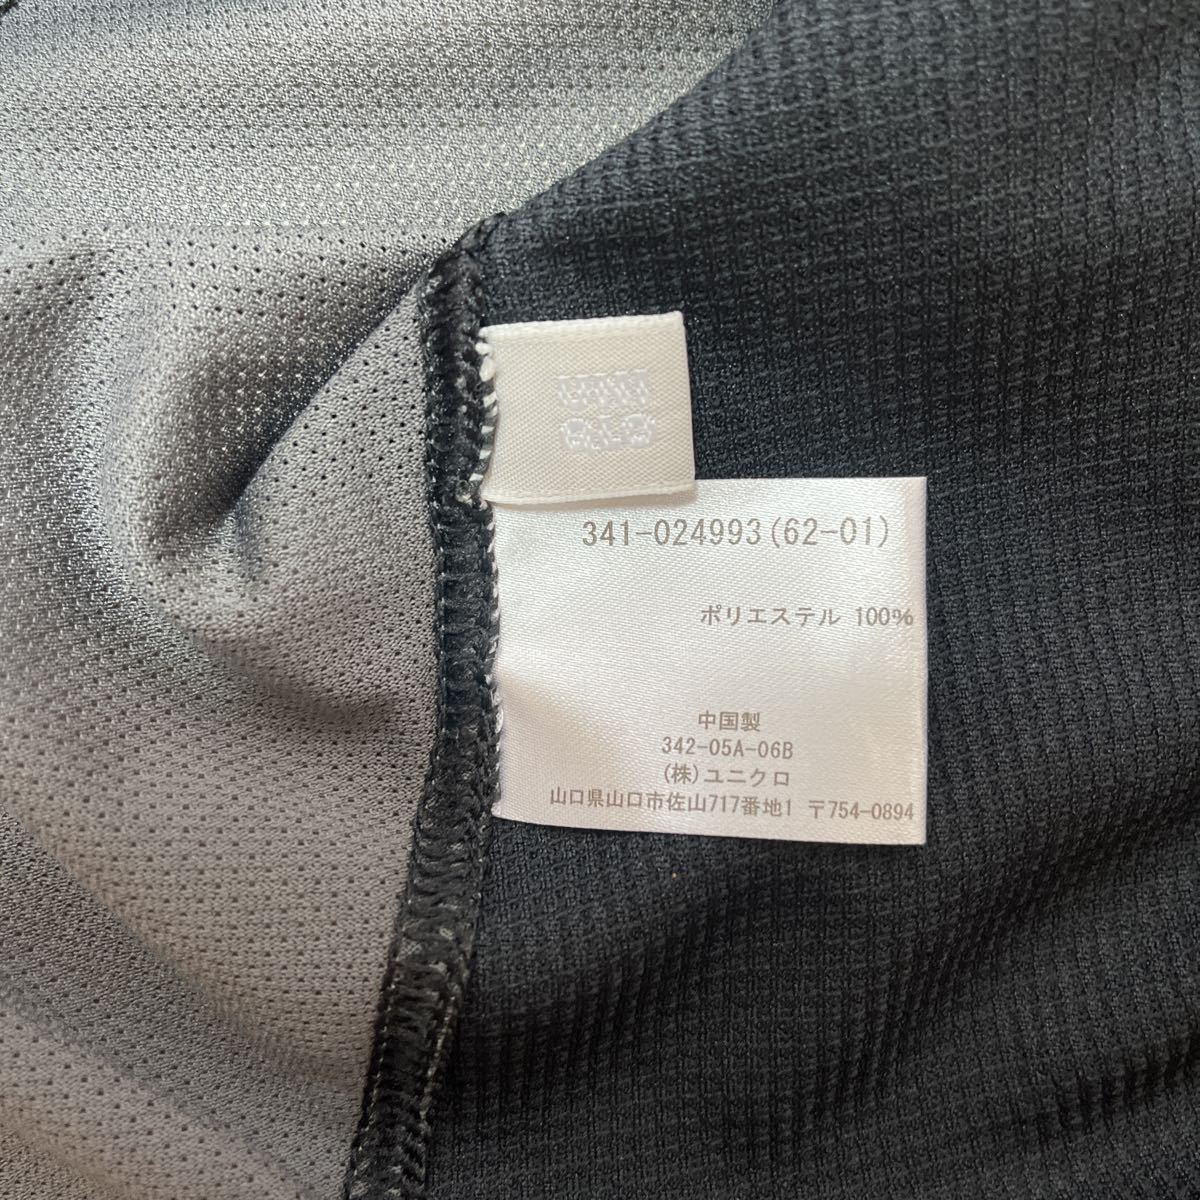 341-024993(62-01)
ポリエステル 100%
中国製
342-05A-06B
(株)ユニクロ
山口県山口市佐山717番地1 〒754-0894